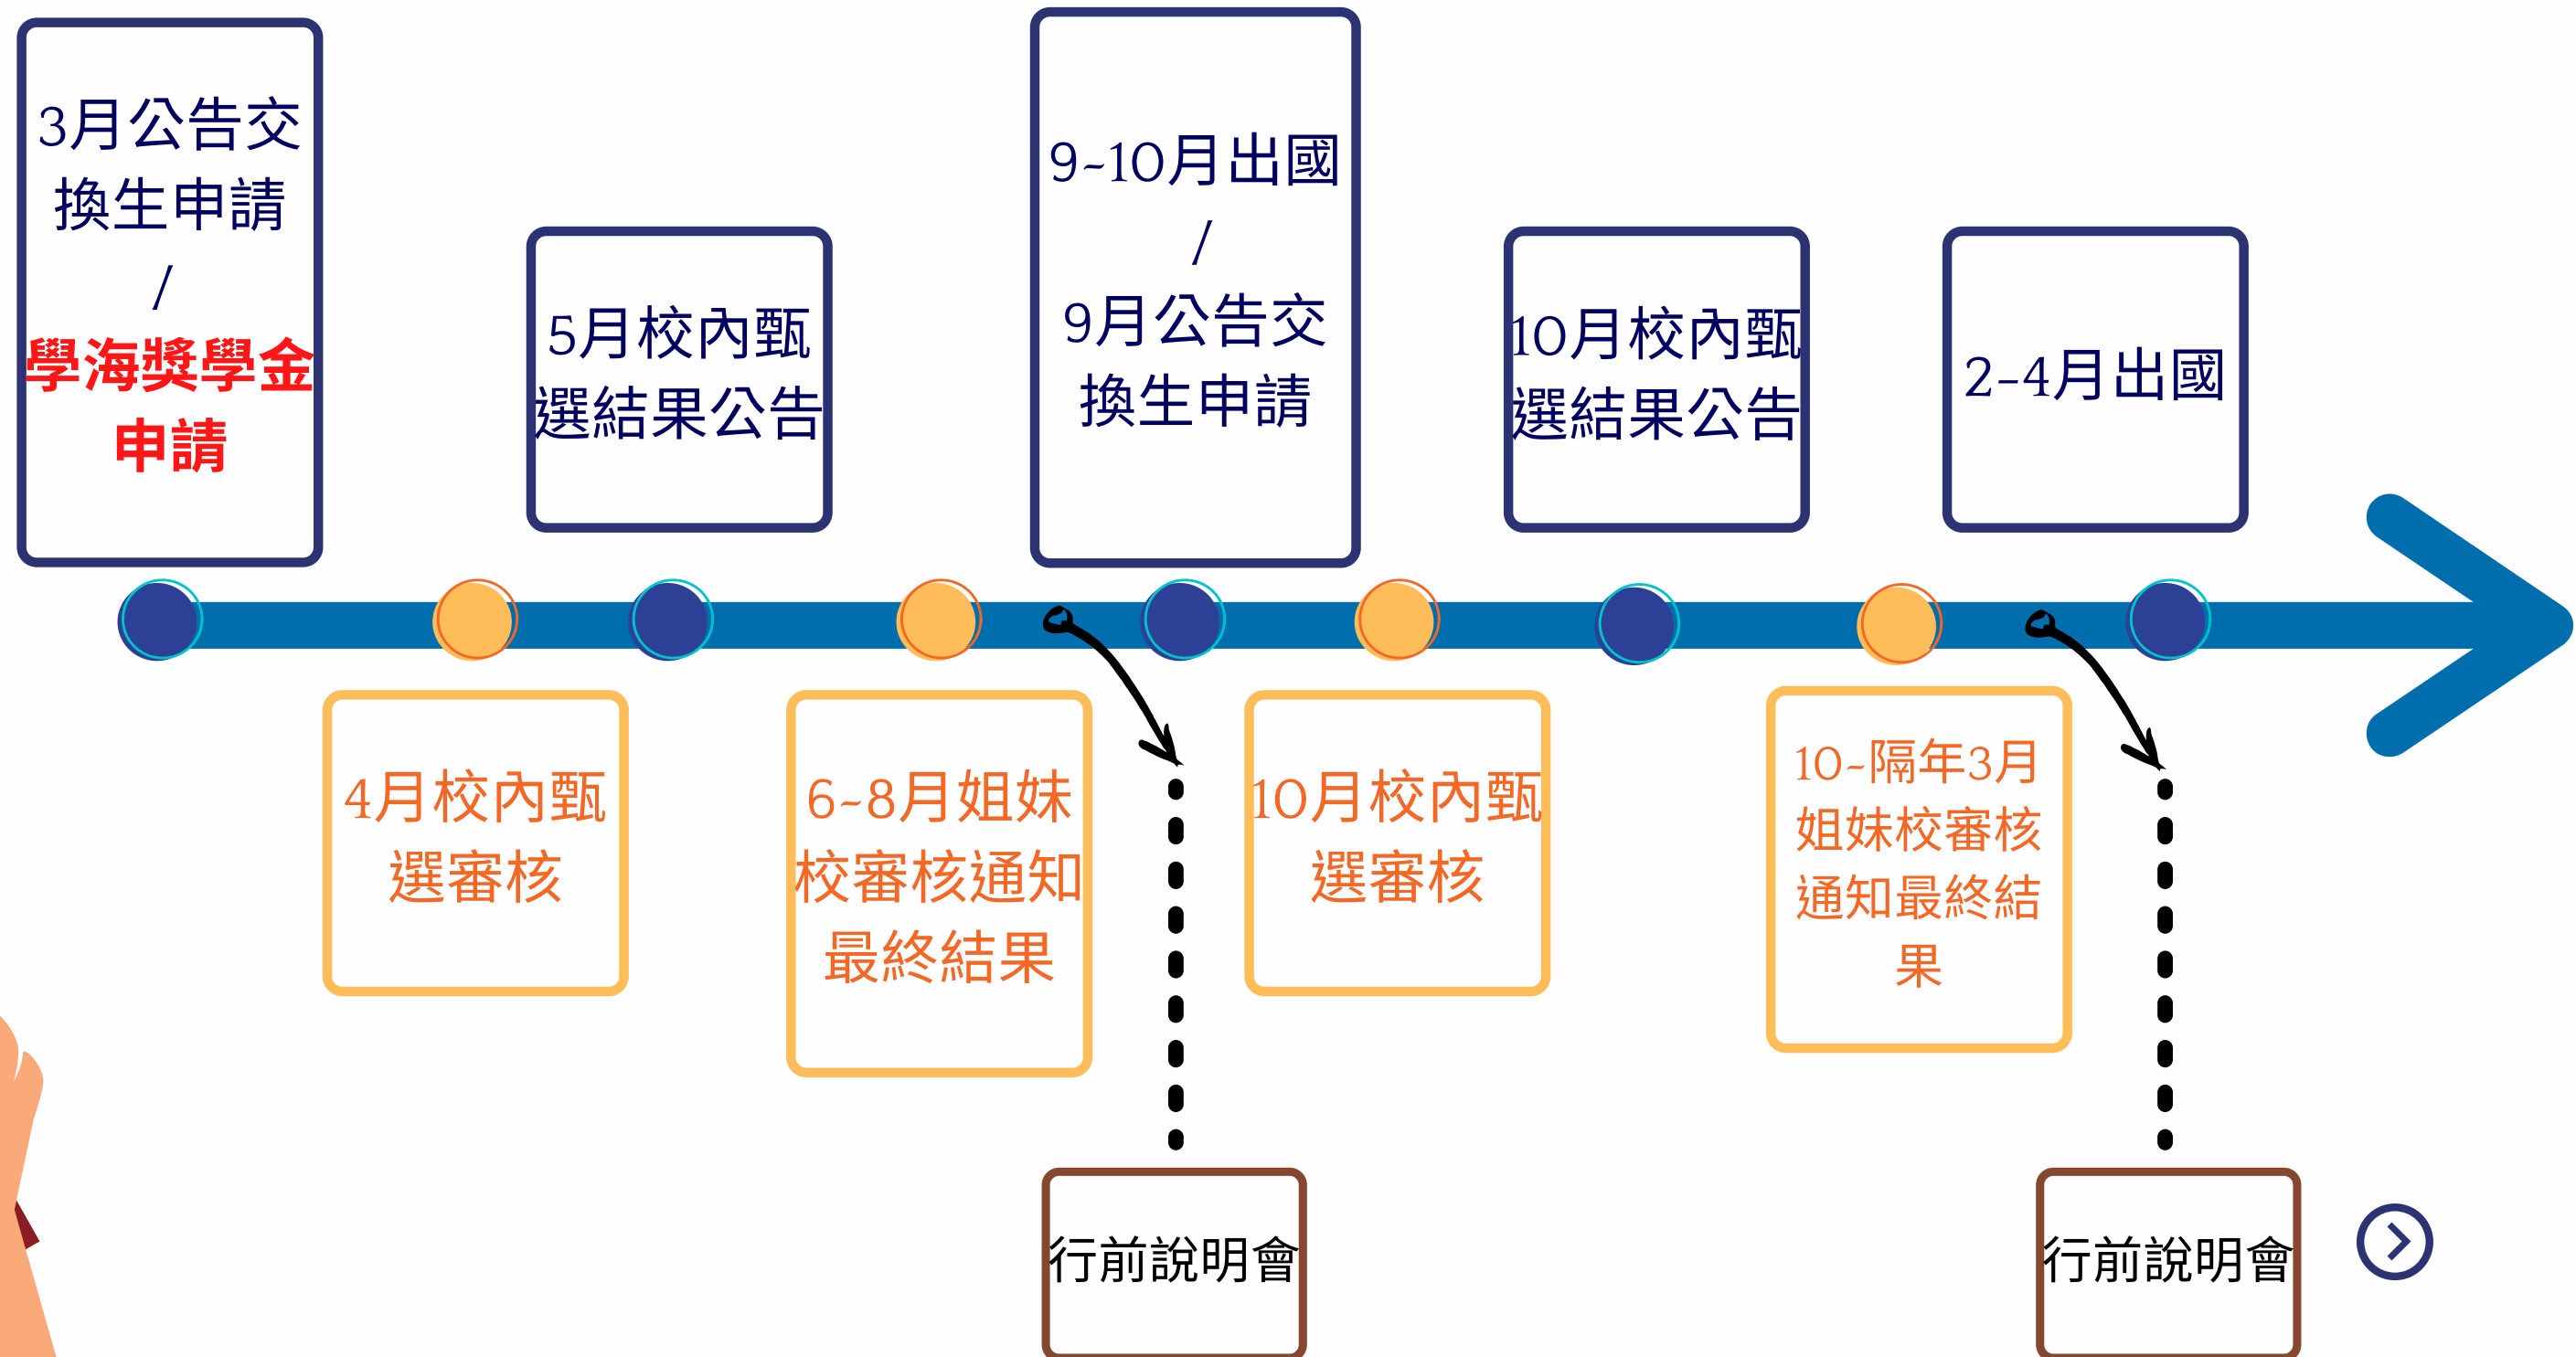 3月公告交
換生申請
/
學海獎學金
申請
4月校內甄
選審核
5月校內甄
選結果公告
6~8月姐妹
校審核通知
最終結果
行前說明會
9~10月出國
/
9月公告交
換生申請
10月校內甄
選審核
10月校內甄
選結果公告
10~隔年3月
姐妹校審核
通知最終結
果
行前說明會
2-4月出國